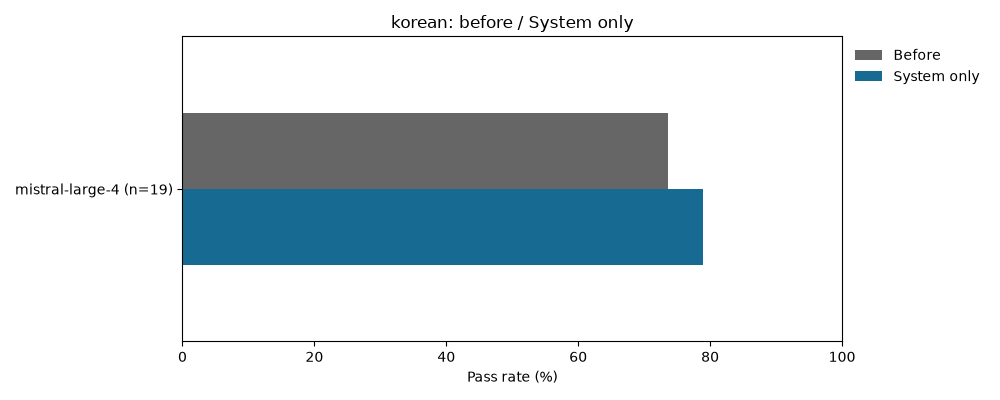 korean: before / System only
Before
System only
mistral-large-4 (n=19)
0 20 40 60 80 100
Pass rate (%)